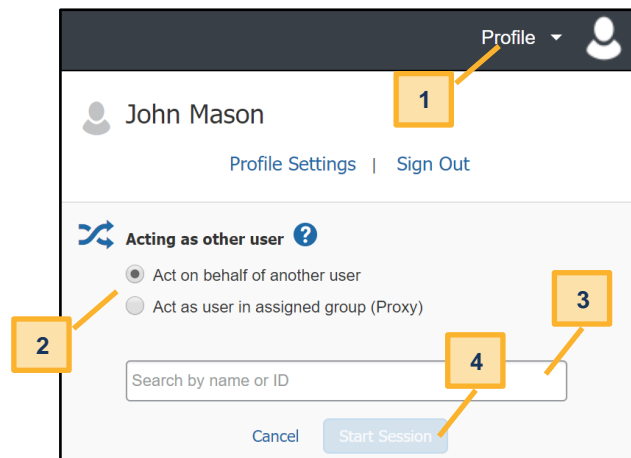 Profile
1
John Mason
Profile Settings | Sign Out
Acting as other user ?
Act on behalf of another user
Act as user in assigned group (Proxy)
3
2
4
Search by name or ID
Cancel Start Session